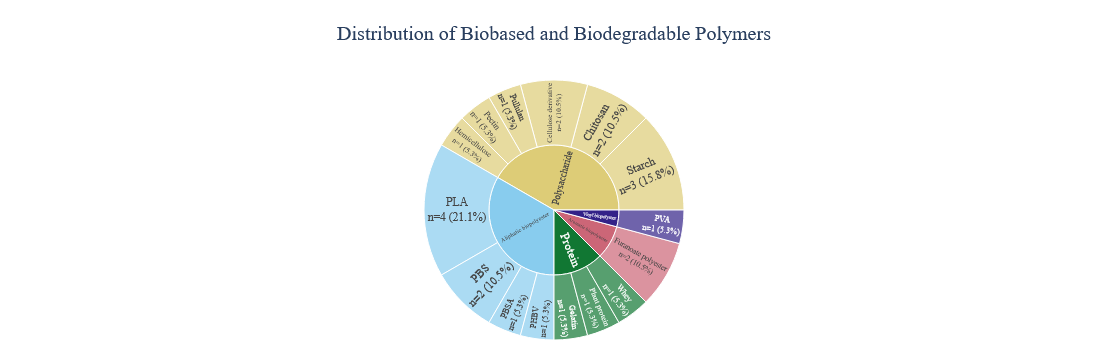 Distribution of Biobased and Biodegradable Polymers
Polysaccharide
Starch
n=3 (15.8%)
Chitosan
n=2 (10.5%)
Cellulose derivative
n=2 (10.5%)
Pullulan
n=1 (5.3%)
Pectin
n=1 (5.3%)
Hemicellulose
n=1 (5.3%)
Aliphatic biopolyester
PLA
n=4 (21.1%)
PBS
n=2 (10.5%)
PBSA
n=1 (5.3%)
PHBV
n=1 (5.3%)
Protein
Gelatin
n=1 (5.3%)
Plant protein
n=1 (5.3%)
Whey
n=1 (5.3%)
Furanoate polyester
n=2 (10.5%)
Vinyl biopolymer
PVA
n=1 (5.3%)